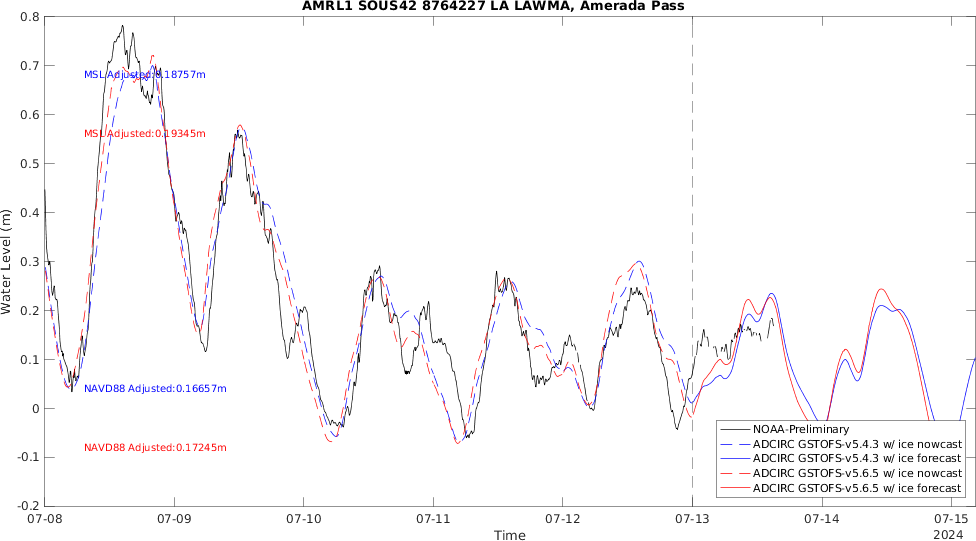 AMRL1 SOUS42 8764227 LA LAWMA, Amerada Pass
0.8
0.7
0.6
0.5
0.4
0.3
0.2
0.1
0
-0.1
-0.2
Water Level (m)
MSL Adjusted:0.18757m
MSL Adjusted:0.19345m
NAVD88 Adjusted:0.16657m
NAVD88 Adjusted:0.17245m
NOAA-Preliminary
ADCIRC GSTOFS-v5.4.3 w/ ice nowcast
ADCIRC GSTOFS-v5.4.3 w/ ice forecast
ADCIRC GSTOFS-v5.6.5 w/ ice nowcast
ADCIRC GSTOFS-v5.6.5 w/ ice forecast
07-08 07-09 07-10 07-11 07-12 07-13 07-14 07-15
Time
2024